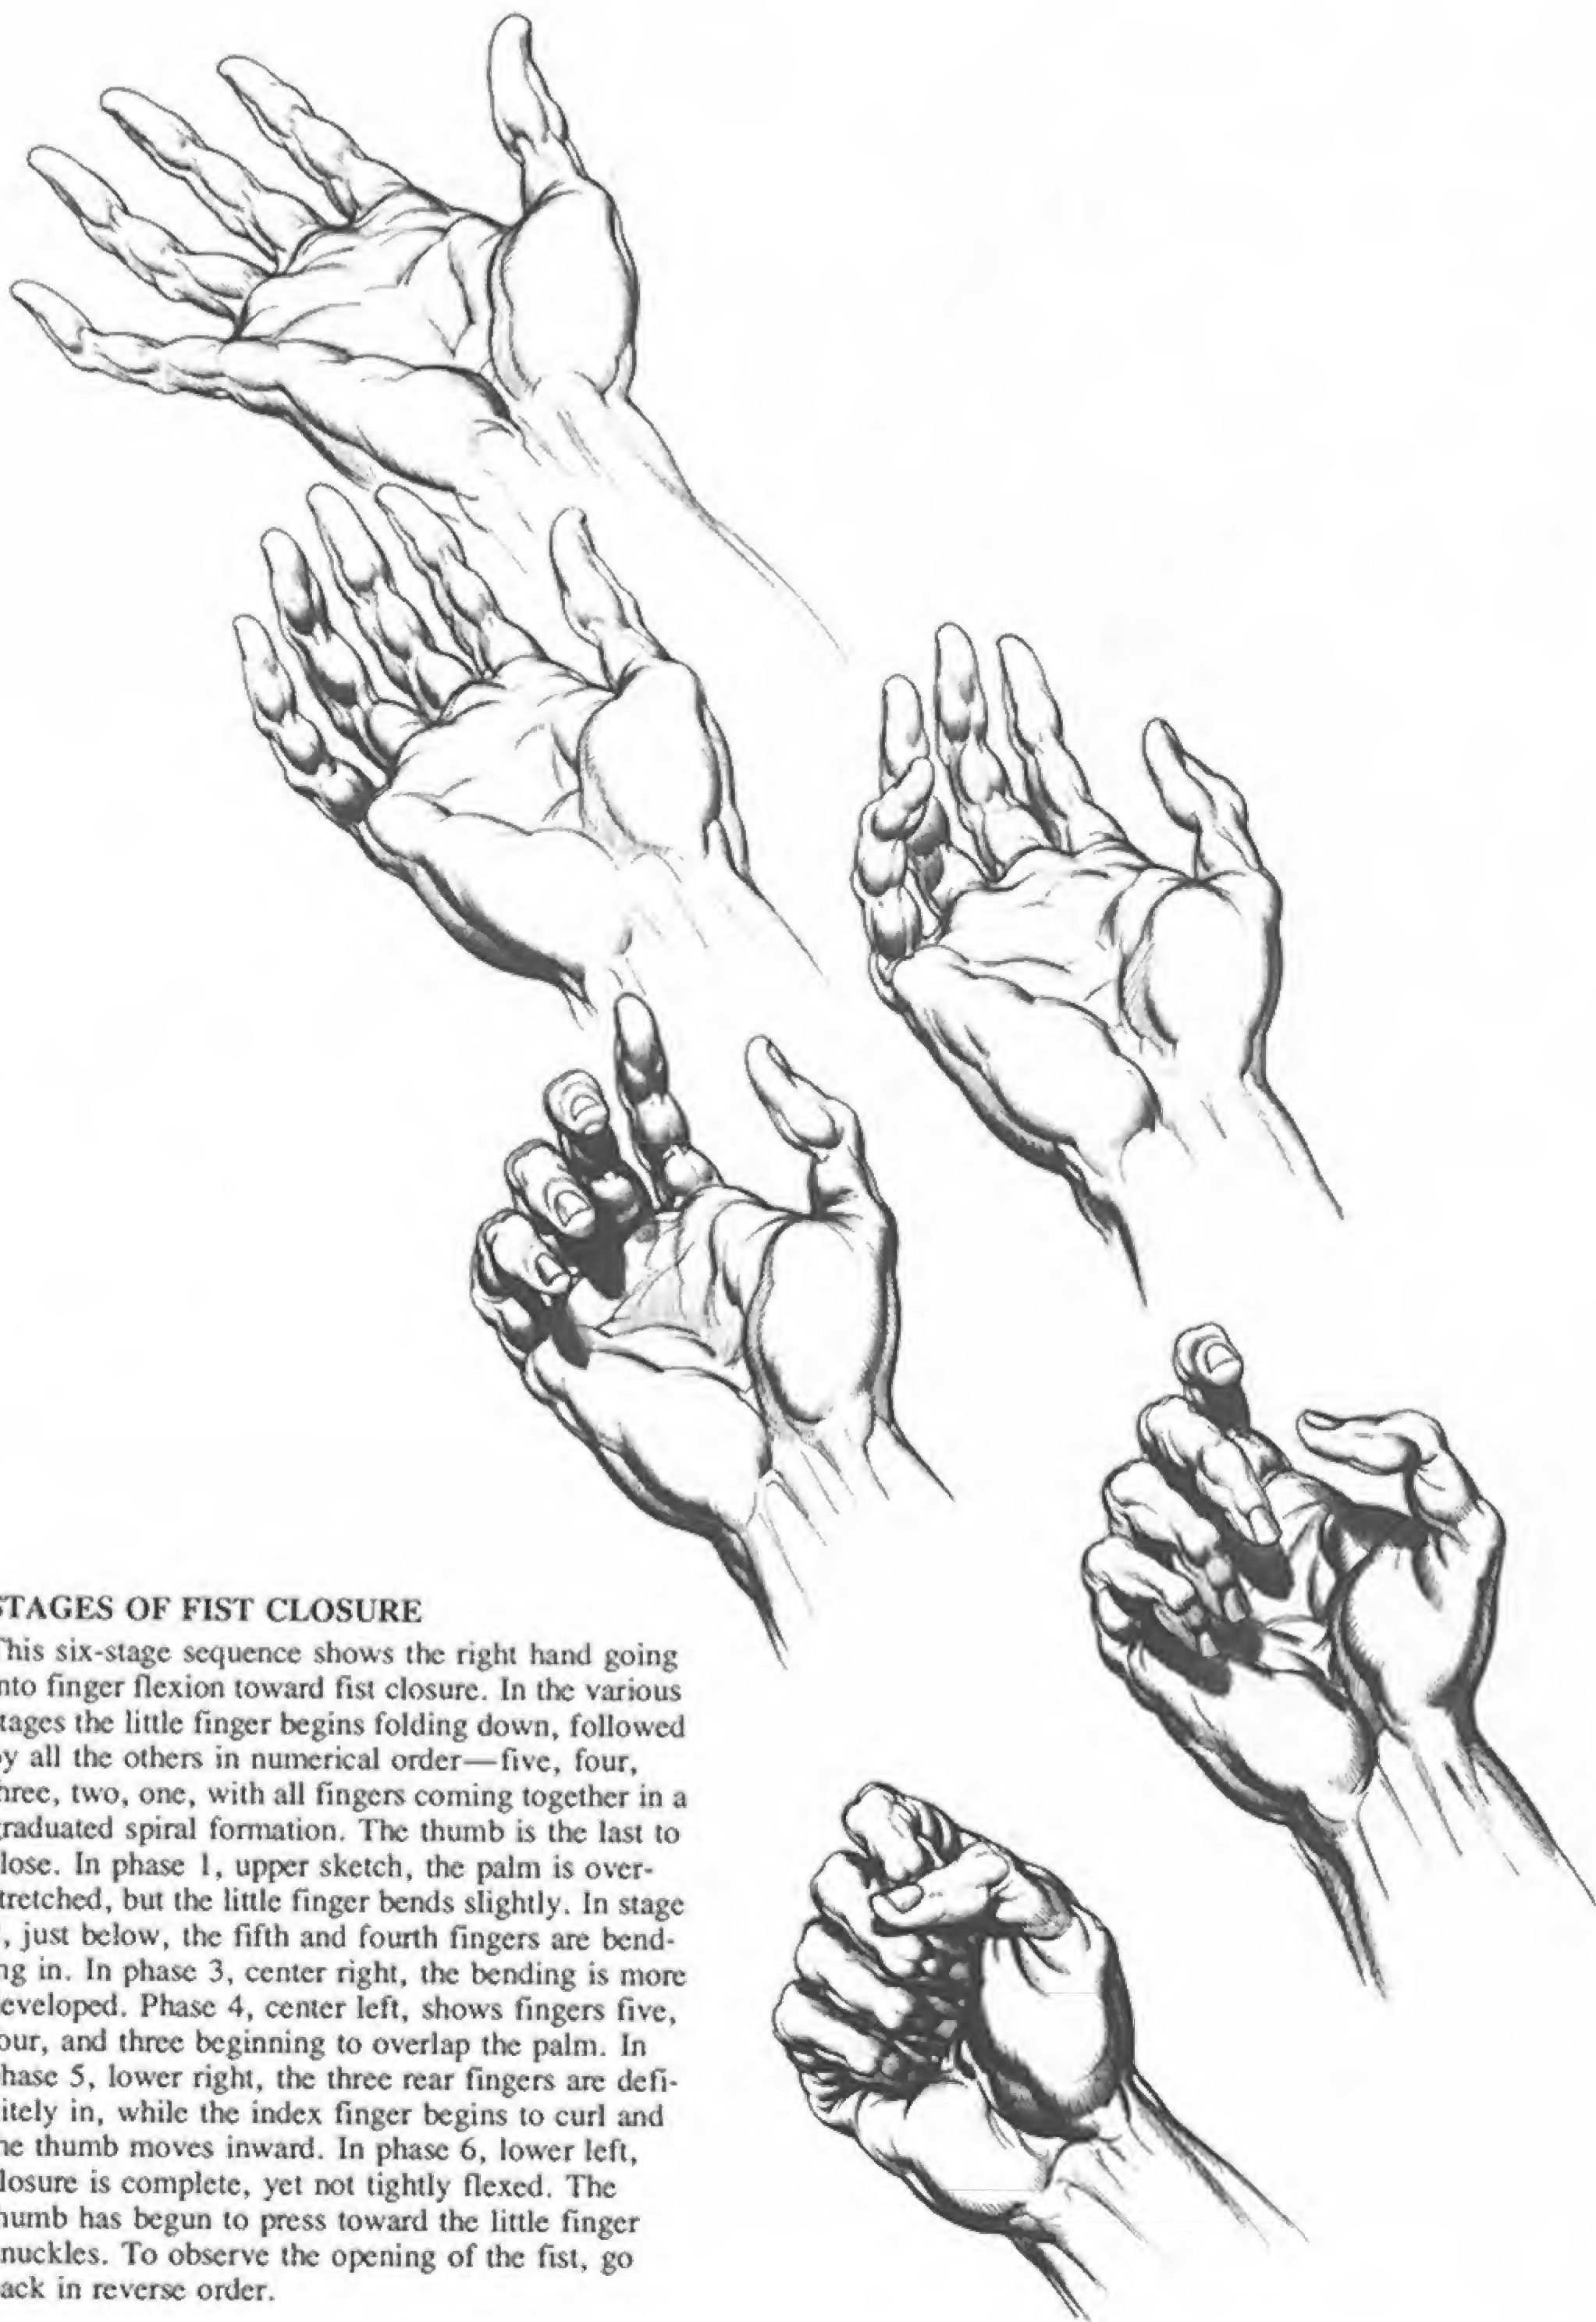 STAGES OF FIST CLOSURE
This six-stage sequence shows the right hand going
nto finger flexion toward fist closure. In the various
tages the little finger begins folding down, followed
y all the others in numerical order—five, four,
hree, two, one, with all fingers coming together in a
raduated spiral formation. The thumb is the last to
lose. In phase 1, upper sketch, the palm is over-
tretched, but the little finger bends slightly. In stage
, just below, the fifth and fourth fingers are bend-
ng in. In phase 3, center right, the bending is more
eveloped. Phase 4, center left, shows fingers five,
our, and three beginning to overlap the palm. In
hase 5, lower right, the three rear fingers are defi-
itely in, while the index finger begins to curl and
he thumb moves inward. In phase 6, lower left,
losure is complete, yet not tightly flexed. The
humb has begun to press toward the little finger
nuckles. To observe the opening of the fist, go
ack in reverse order.